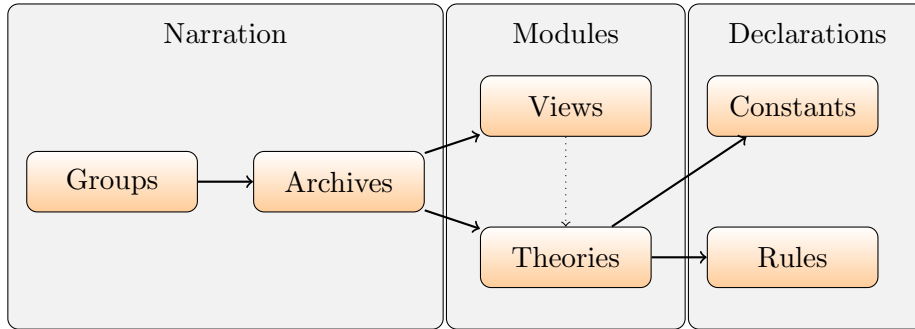 Narration
Modules
Declarations
Views
Constants
Groups
Archives
Theories
Rules